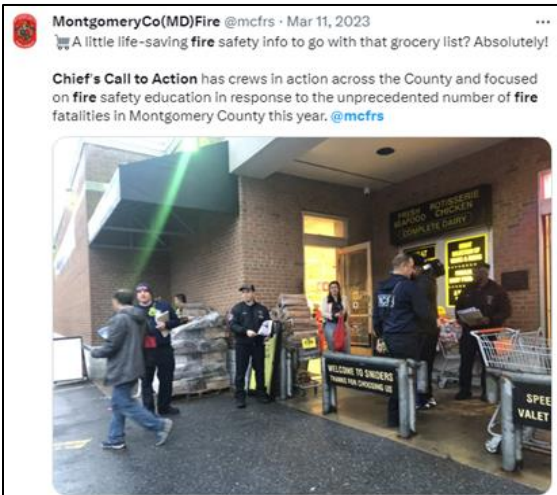 MontgomeryCo(MD)Fire @mcfrs · Mar 11, 2023
🛒A little life-saving fire safety info to go with that grocery list? Absolutely!
Chief's Call to Action has crews in action across the County and focused
on fire safety education in response to the unprecedented number of fire
fatalities in Montgomery County this year. @mcfrs
FRESH ROTISSERIE
SEAFOOD CHICKEN
COMPLETE DAIRY
WELCOME TO SNIDERS
THANKS FOR CHOOSING US
VALET